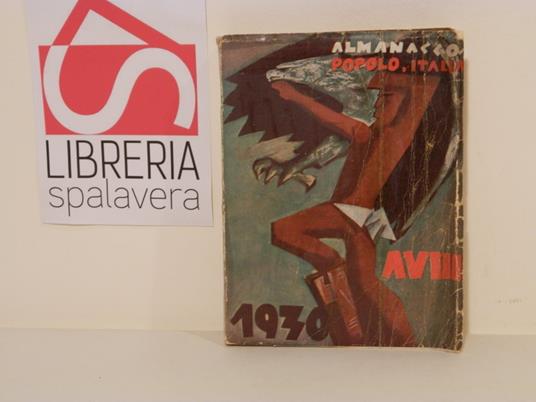 LIBRERIA
spalavera
ALMANACCO
POPOLO D'ITALIA
AVIII
1930